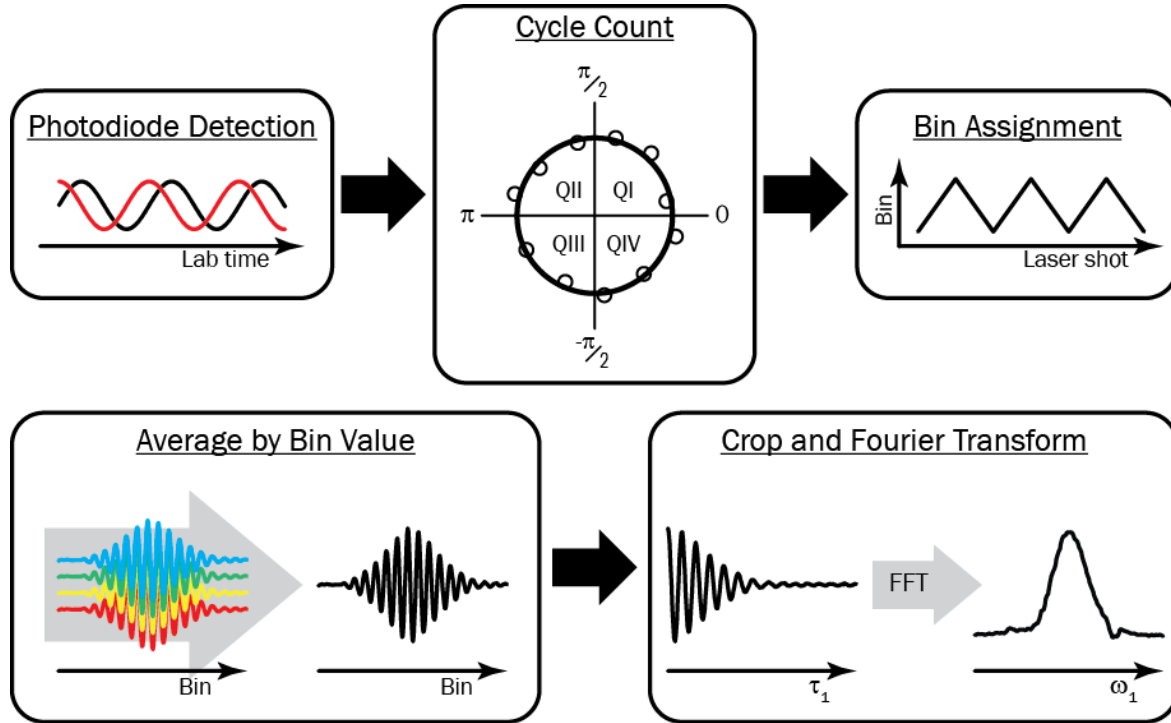 Photodiode Detection
Lab time
Cycle Count
π/2
QII
QI
π
0
QIII
QIV
-π/2
Bin Assignment
Bin
Laser shot
Average by Bin Value
Bin
Bin
Crop and Fourier Transform
FFT
τ₁
ω₁